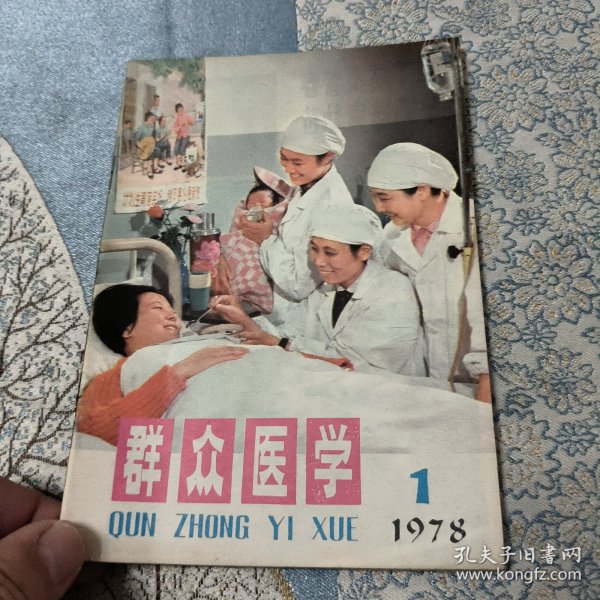 群众医学
1
QUN ZHONG YI XUE
1978
孔夫子旧书网
www.kongfz.com